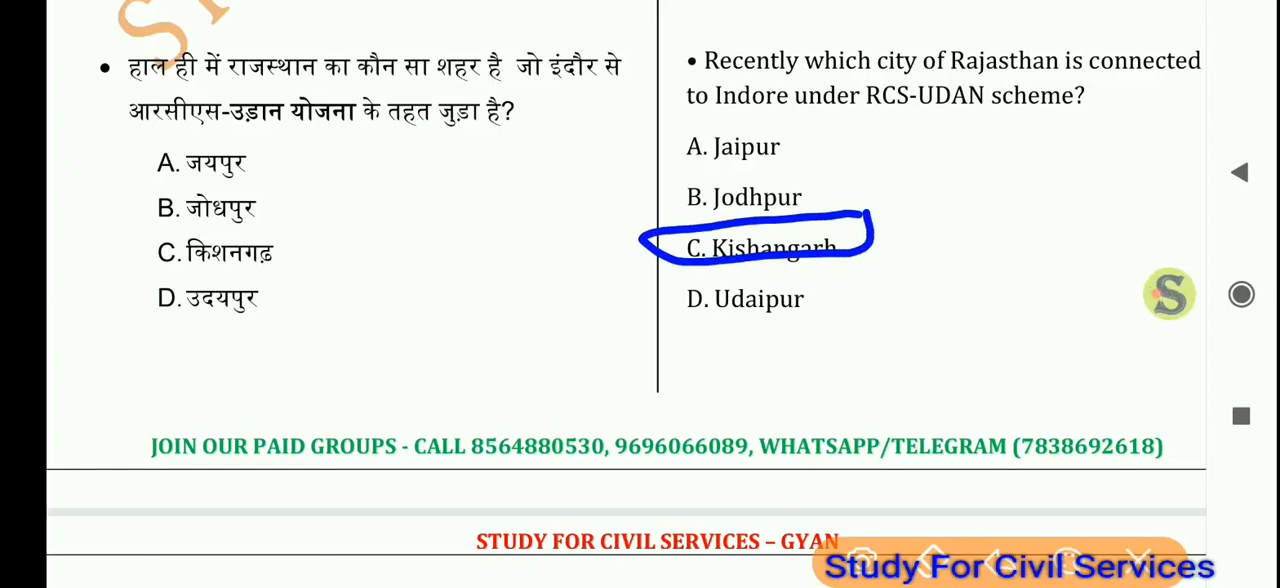 • हाल ही में राजस्थान का कौन सा शहर है जो इंदौर से
आरसीएस-उड़ान योजना के तहत जुड़ा है?
A. जयपुर
B. जोधपुर
C. किशनगढ़
D. उदयपुर
• Recently which city of Rajasthan is connected
to Indore under RCS-UDAN scheme?
A. Jaipur
B. Jodhpur
C. Kishangarh
D. Udaipur
S
JOIN OUR PAID GROUPS - CALL 8564880530, 9696066089, WHATSAPP/TELEGRAM (7838692618)
STUDY FOR CIVIL SERVICES – GYAN
Study For Civil Services